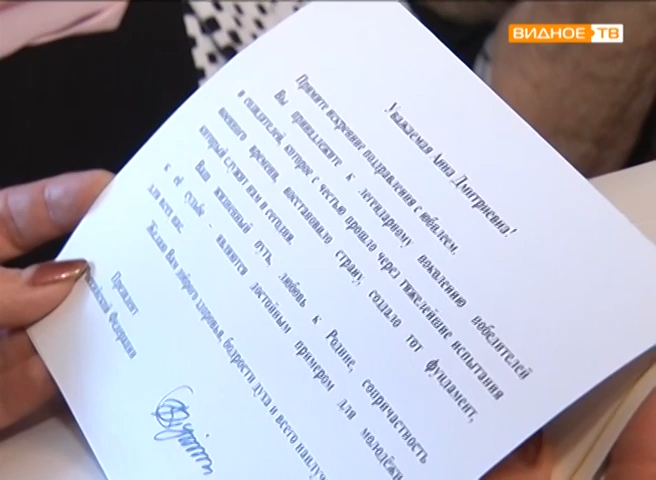 ВИДНОЕ ТВ
Уважаемая Анна Дмитриевна!
Примите искренние поздравления с юбилеем.
Вы принадлежите к легендарному поколению победителей
и созидателей, которое с честью прошло через тяжелейшие испытания
военного времени, восстановило страну, создало тот фундамент,
который служит нам и сегодня.
Ваш жизненный путь, любовь к Родине, сопричастность
к её судьбе - являются достойным примером для молодёжи
для всех нас.
Желаю Вам доброго здоровья, бодрости духа и всего
Президент
Российской Федерации